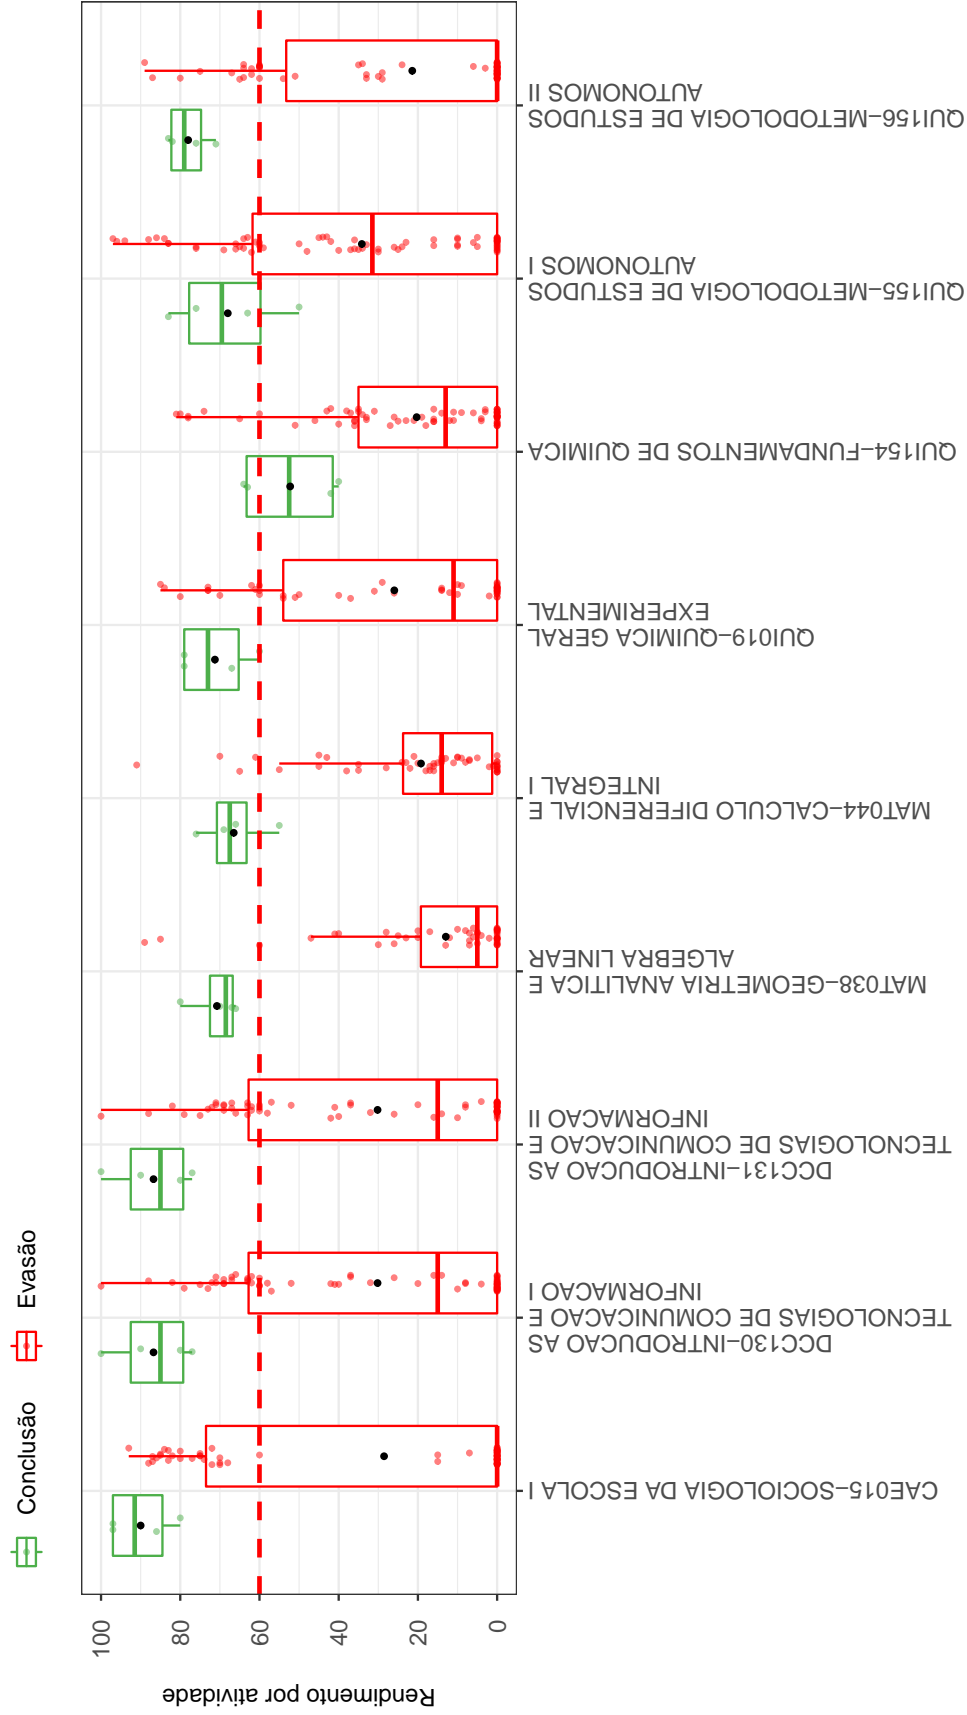 Conclusão
Evasão
Rendimento por atividade
100
80
60
40
20
0
CAE015−SOCIOLOGIA DA ESCOLA I
DCC130−INTRODUCAO AS
TECNOLOGIAS DE COMUNICACAO E
INFORMACAO I
DCC131−INTRODUCAO AS
TECNOLOGIAS DE COMUNICACAO E
INFORMACAO II
MAT038−GEOMETRIA ANALITICA E
ALGEBRA LINEAR
MAT044−CALCULO DIFERENCIAL E
INTEGRAL I
QUI019−QUIMICA GERAL
EXPERIMENTAL
QUI154−FUNDAMENTOS DE QUIMICA
QUI155−METODOLOGIA DE ESTUDOS
AUTONOMOS I
QUI156−METODOLOGIA DE ESTUDOS
AUTONOMOS II